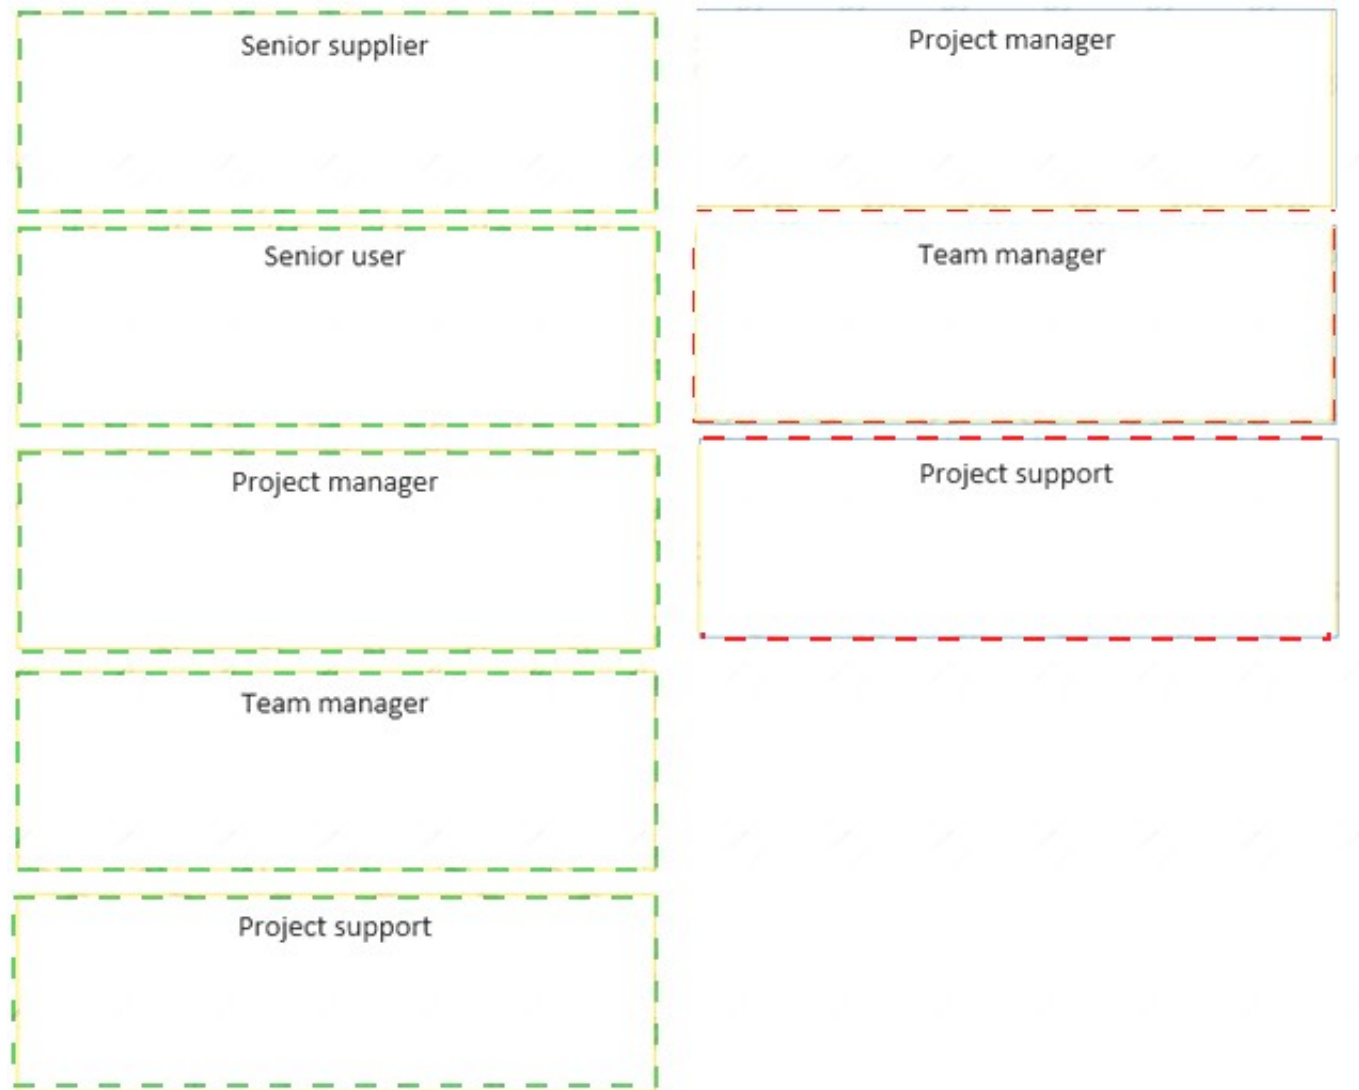 Senior supplier
Senior user
Project manager
Team manager
Project support
Project manager
Team manager
Project support